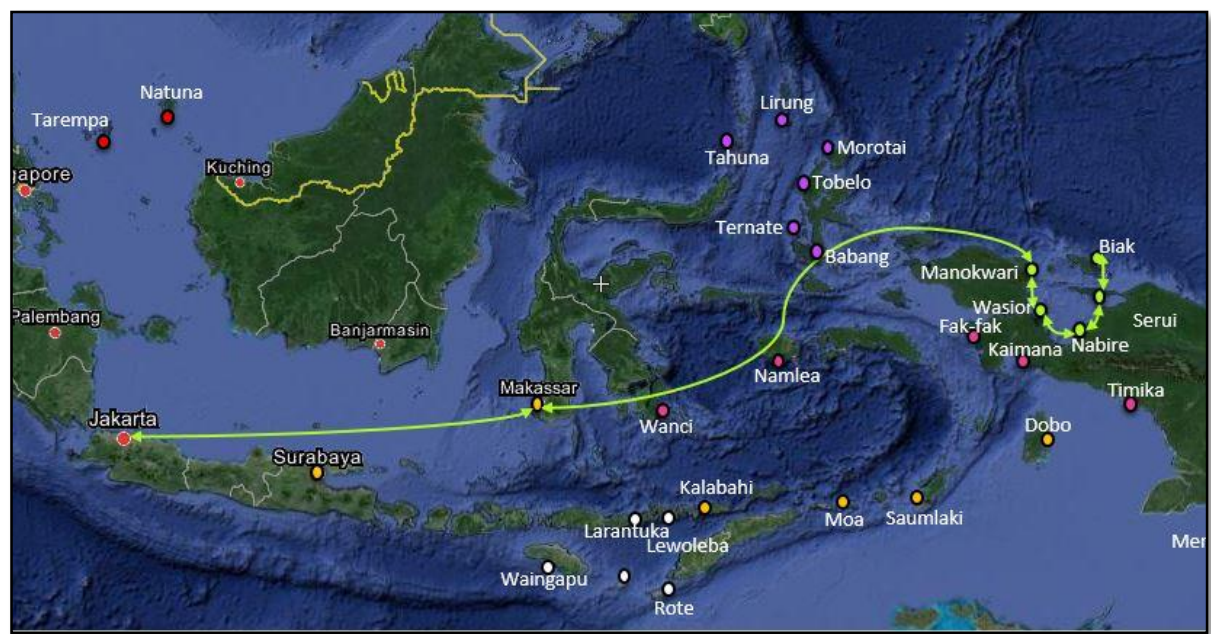 Natuna
Tarempa
Lirung
Morotai
Tahuna
Kuching
gapore
Tobelo
Ternate
Babang
Biak
Manokwari
Wasior
Serui
Palembang
Banjarmasin
Fak-fak
Nabire
Kaimana
Namlea
Makassar
Timika
Jakarta
Wanci
Dobo
Surabaya
Kalabahi
Moa
Saumlaki
Larantuka
Lewoleba
Mer
Waingapu
Rote